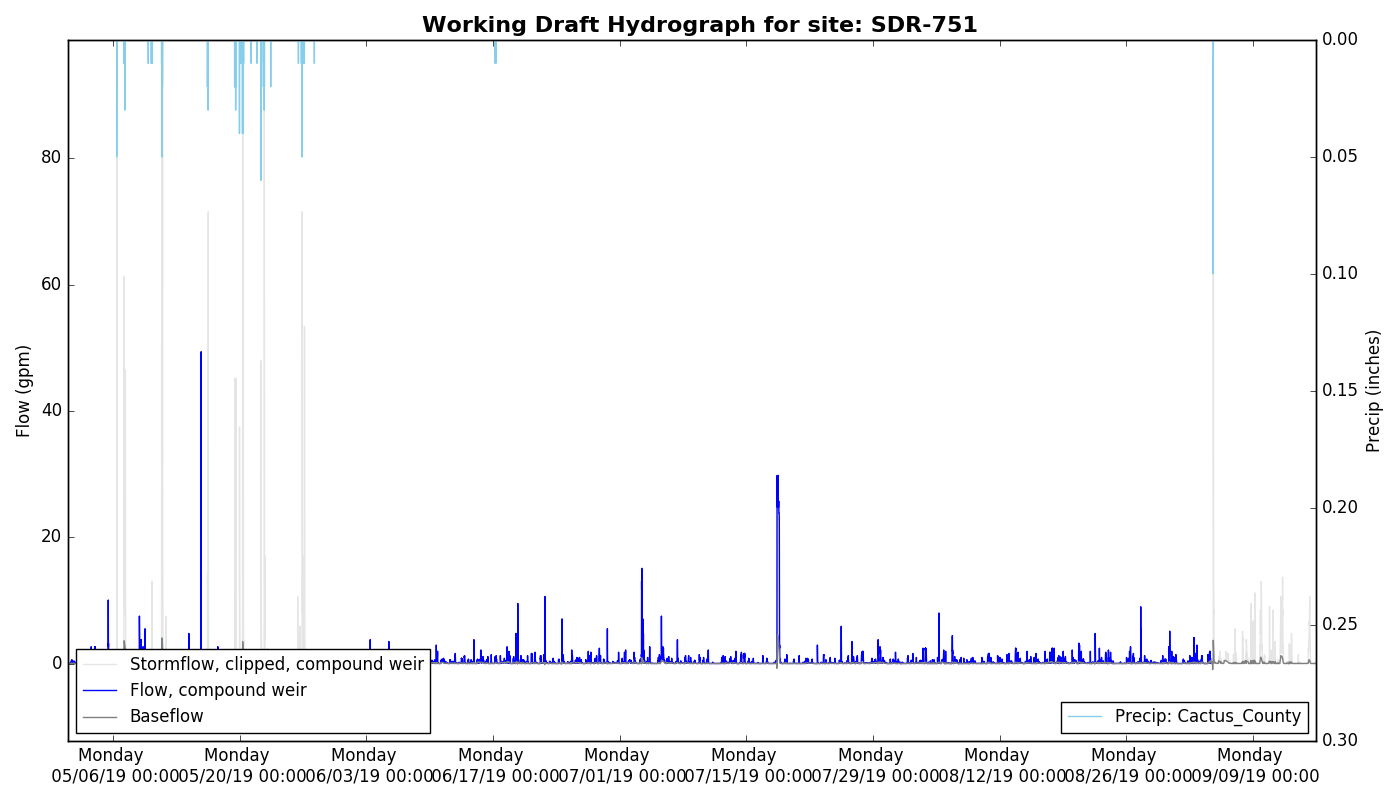 Working Draft Hydrograph for site: SDR-751
80
60
40
20
0
Flow (gpm)
0.00
0.05
0.10
0.15
0.20
0.25
0.30
Precip (inches)
Stormflow, clipped, compound weir
Flow, compound weir
Baseflow
Precip: Cactus_County
Monday
05/06/19 00:00
Monday
05/20/19 00:00
Monday
06/03/19 00:00
Monday
06/17/19 00:00
Monday
07/01/19 00:00
Monday
07/15/19 00:00
Monday
07/29/19 00:00
Monday
08/12/19 00:00
Monday
08/26/19 00:00
Monday
09/09/19 00:00